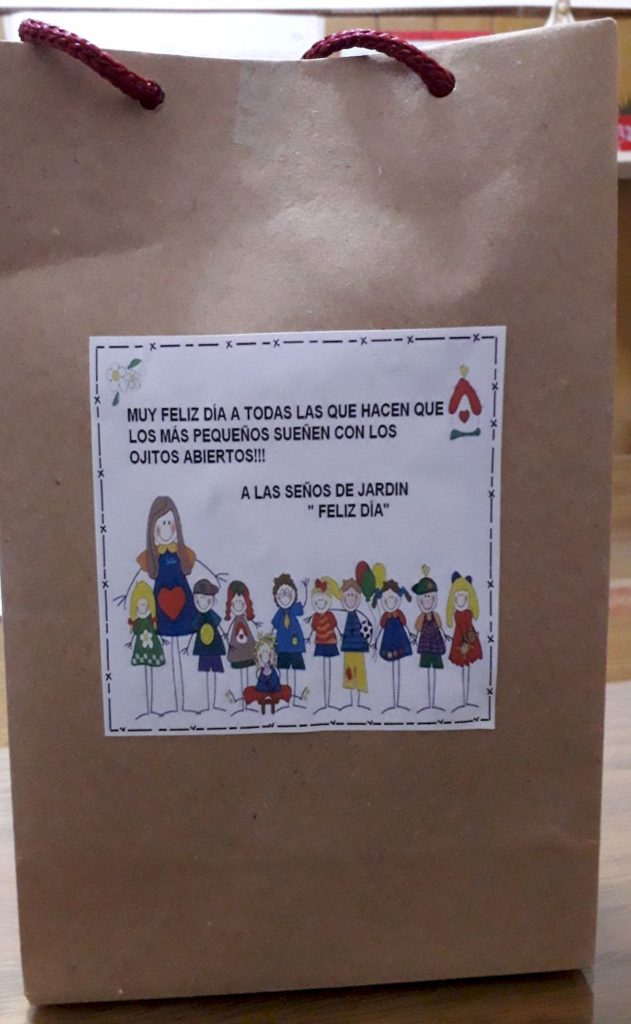 MUY FELIZ DÍA A TODAS LAS QUE HACEN QUE
LOS MÁS PEQUEÑOS SUEÑEN CON LOS
OJITOS ABIERTOS!!!
A LAS SEÑOS DE JARDIN
" FELIZ DÍA"